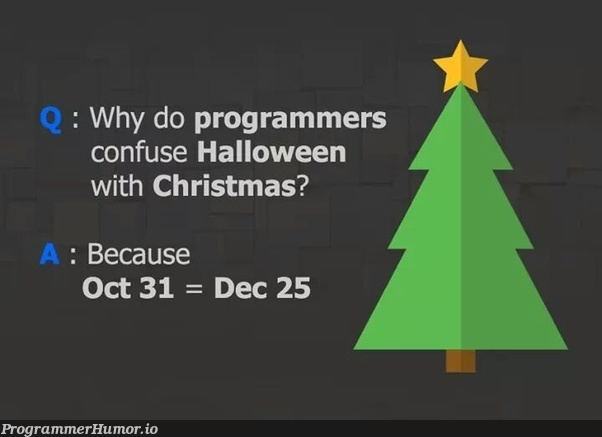 Q : Why do programmers
confuse Halloween
with Christmas?
A : Because
Oct 31 = Dec 25
ProgrammerHumor.io